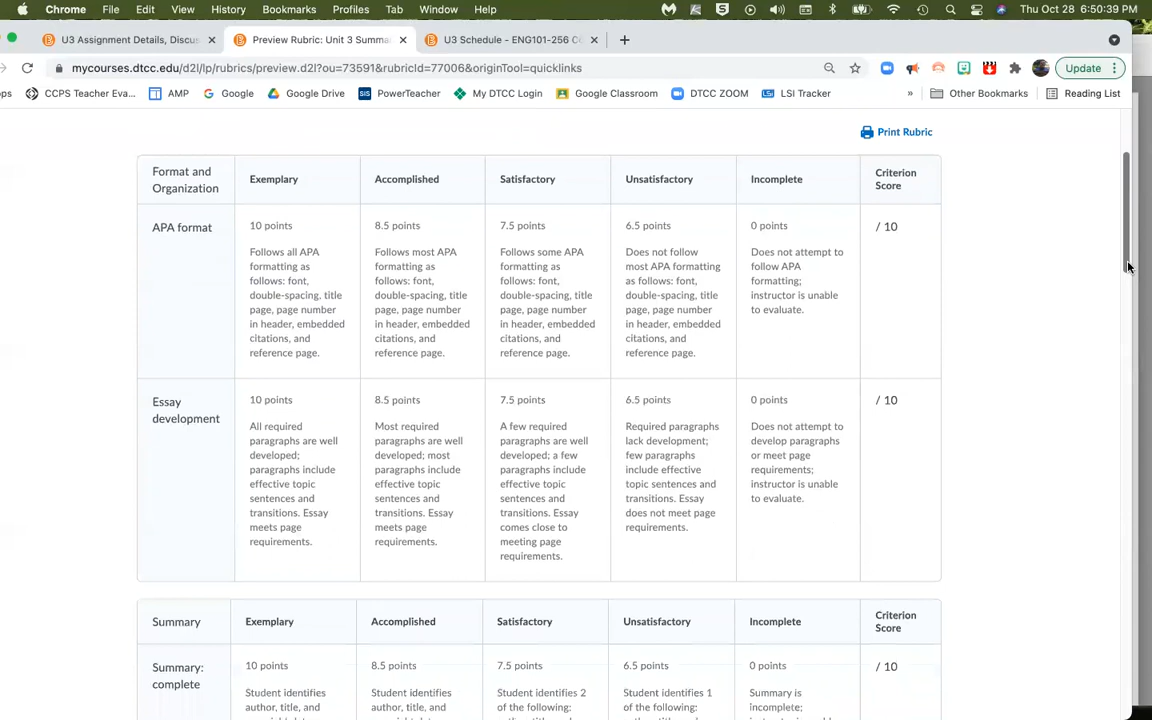 Chrome File Edit View History Bookmarks Profiles Tab Window Help Thu Oct 28 5:50:39 PM
U3 Assignment Details, Discu × Preview Rubric: Unit 3 Summa × U3 Schedule - ENG101-256 C × +
mycourses.dtcc.edu/d2l/lp/rubrics/preview.d2l?ou=73591&rubricId=77006&originTool=quicklinks Update
ps CCPS Teacher Eva... AMP Google Google Drive SIS PowerTeacher My DTCC Login Google Classroom DTCC ZOOM LSI LSI Tracker » Other Bookmarks Reading List
Print Rubric
Format and
Organization
Exemplary
Accomplished
Satisfactory
Unsatisfactory
Incomplete
Criterion
Score
APA format
10 points
Follows all APA
formatting as
follows: font,
double-spacing, title
page, page number
in header, embedded
citations, and
reference page.
8.5 points
Follows most APA
formatting as
follows: font,
double-spacing, title
page, page number
in header, embedded
citations, and
reference page.
7.5 points
Follows some APA
formatting as
follows: font,
double-spacing, title
page, page number
in header, embedded
citations, and
reference page.
6.5 points
Does not follow
most APA formatting
as follows: font,
double-spacing, title
page, page number
in header, embedded
citations, and
reference page.
0 points
Does not attempt to
follow APA
formatting;
instructor is unable
to evaluate.
/ 10
Essay
development
10 points
All required
paragraphs are well
developed;
paragraphs include
effective topic
sentences and
transitions. Essay
meets page
requirements.
8.5 points
Most required
paragraphs are well
developed; most
paragraphs include
effective topic
sentences and
transitions. Essay
meets page
requirements.
7.5 points
A few required
paragraphs are well
developed; a few
paragraphs include
effective topic
sentences and
transitions. Essay
comes close to
meeting page
requirements.
6.5 points
Required paragraphs
lack development;
few paragraphs
include effective
topic sentences and
transitions. Essay
does not meet page
requirements.
0 points
Does not attempt to
develop paragraphs
or meet page
requirements;
instructor is unable
to evaluate.
/ 10
Summary
Exemplary
Accomplished
Satisfactory
Unsatisfactory
Incomplete
Criterion
Score
Summary:
complete
10 points
Student identifies
author, title, and
8.5 points
Student identifies
author, title, and
7.5 points
Student identifies 2
of the following:
6.5 points
Student identifies 1
of the following:
0 points
Summary is
incomplete;
/ 10